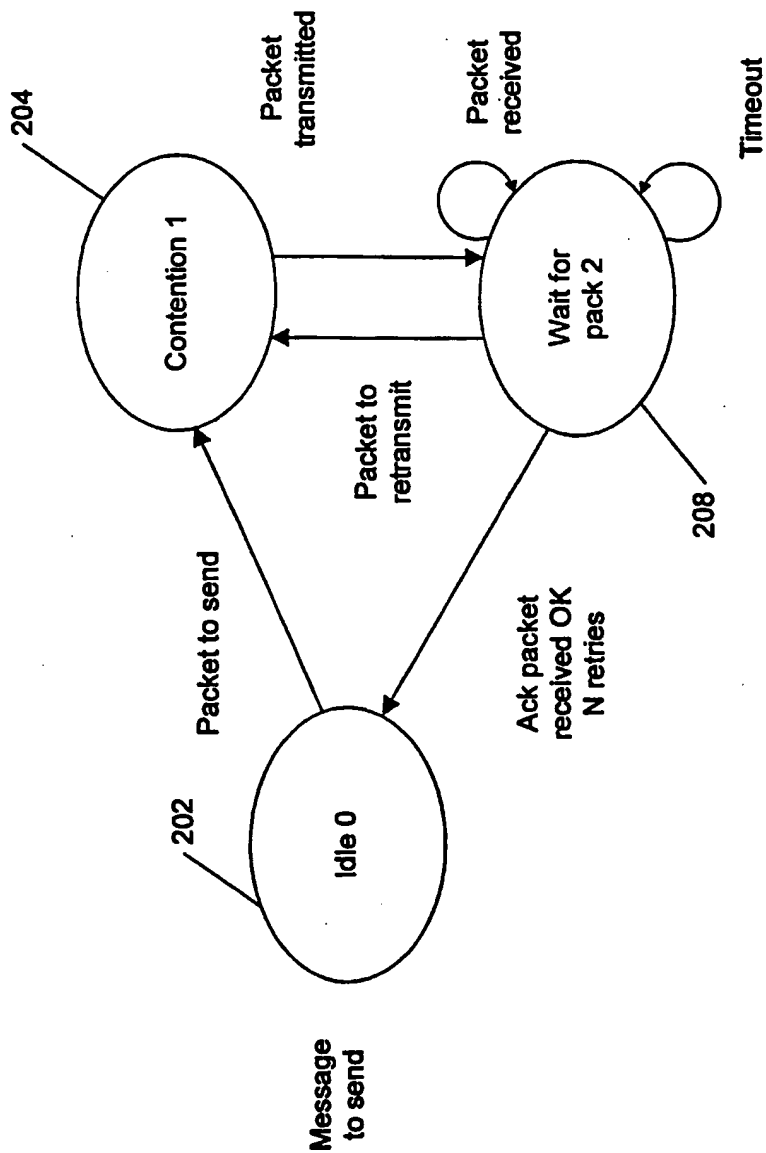 204
Packet
transmitted
Contention 1
Packet
received
Timeout
Wait for
pack 2
Packet to
retransmit
208
Packet to send
202
Idle 0
Ack packet
received OK
N retries
Message
to send